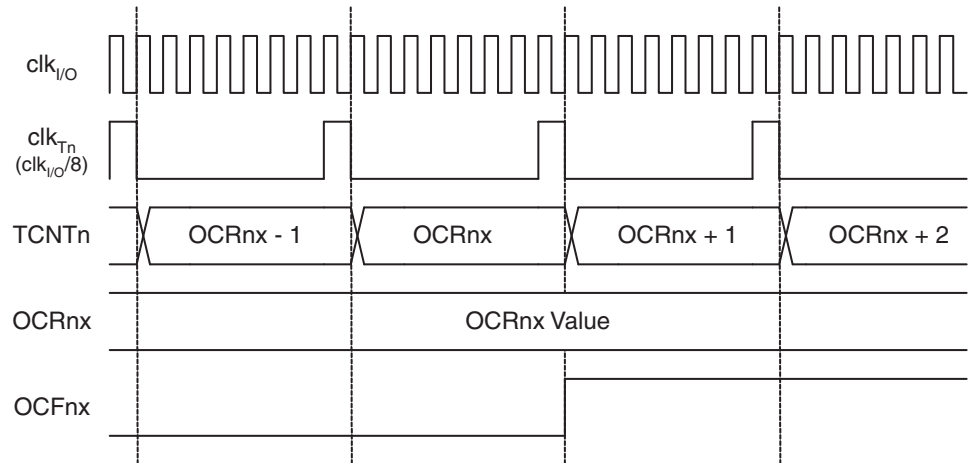 clkI/O
clkTn
(clkI/O/8)
TCNTn OCRnx - 1 OCRnx OCRnx + 1 OCRnx + 2
OCRnx OCRnx Value
OCFnx